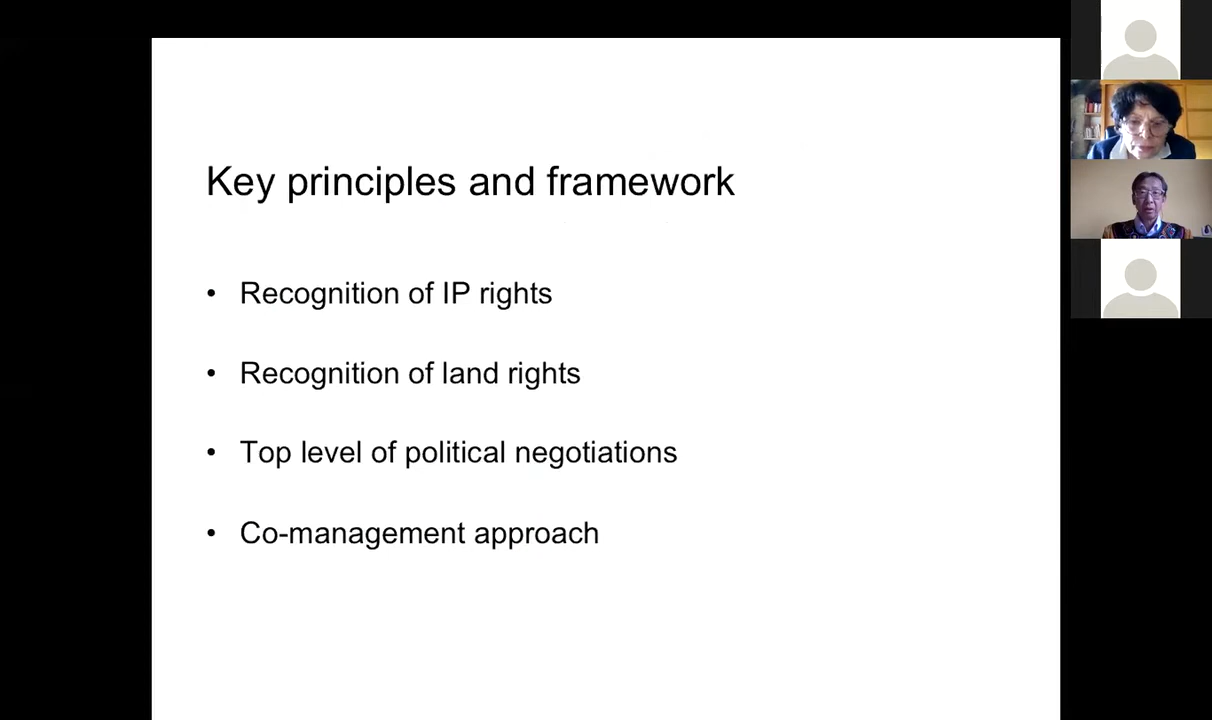 Key principles and framework
• Recognition of IP rights
• Recognition of land rights
• Top level of political negotiations
• Co-management approach